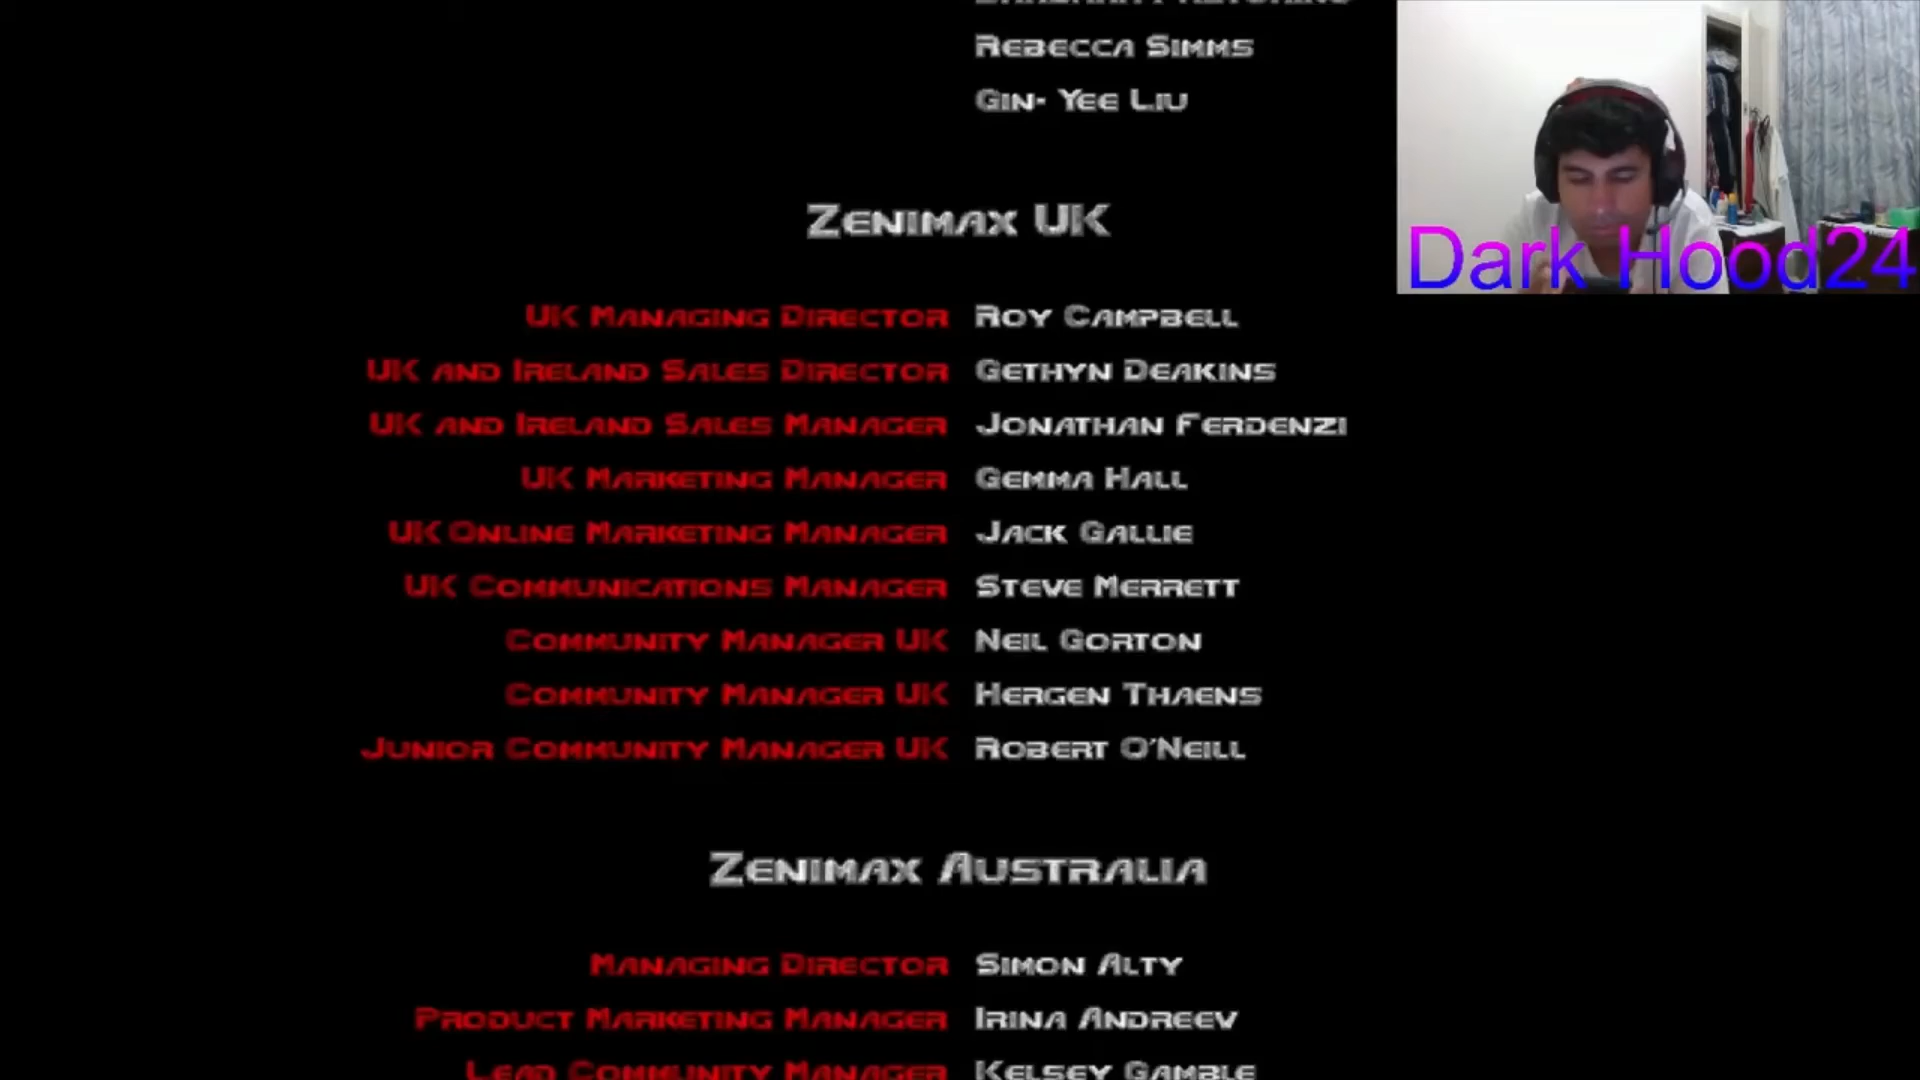 Rebecca Simms
Gin- Yee Liu
Zenimax UK
UK Managing Director Roy Campbell
UK and Ireland Sales Director Gethyn Deakins
UK and Ireland Sales Manager Jonathan Ferdenzi
UK Marketing Manager Gemma Hall
UK Online Marketing Manager Jack Gallie
UK Communications Manager Steve Merrett
Community Manager UK Neil Gorton
Community Manager UK Hergen Thaens
Junior Community Manager UK Robert O'Neill
Zenimax Australia
Managing Director Simon Alty
Product Marketing Manager Irina Andreev
Lead Community Manager Kelsey Gamble
Dark Hood24